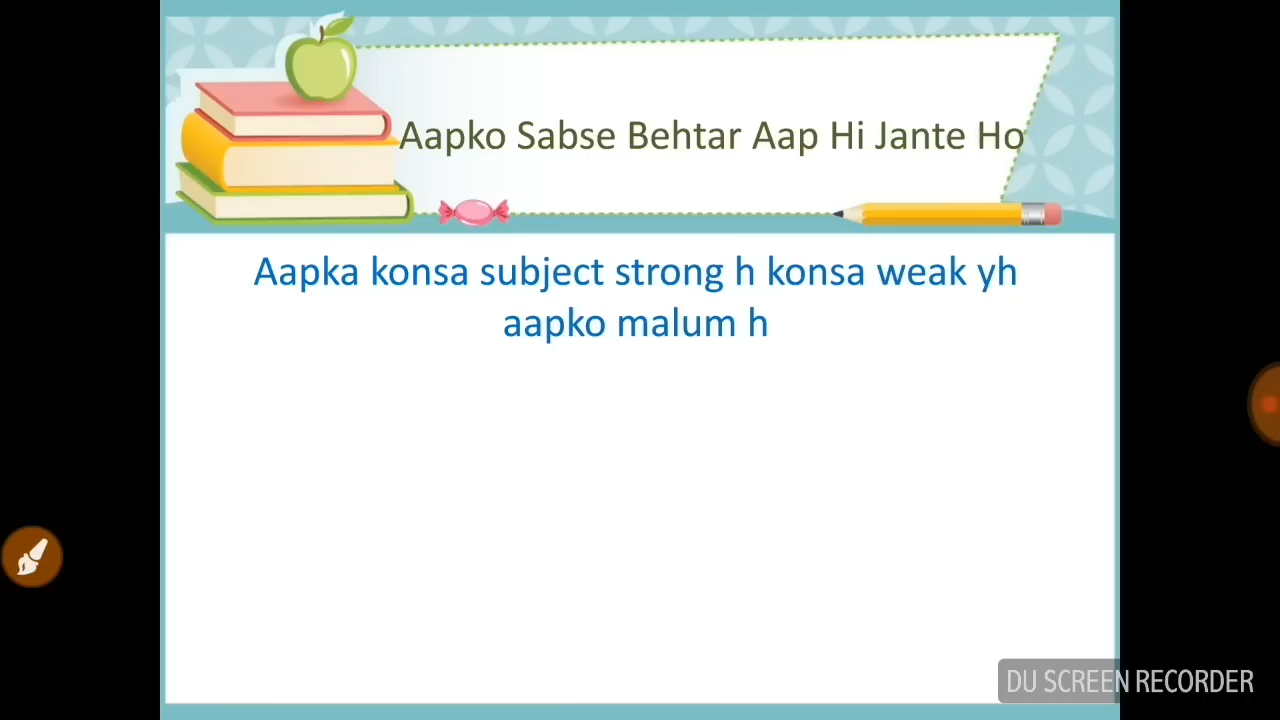 Aapko Sabse Behtar Aap Hi Jante Ho
Aapka konsa subject strong h konsa weak yh
aapko malum h
DU SCREEN RECORDER